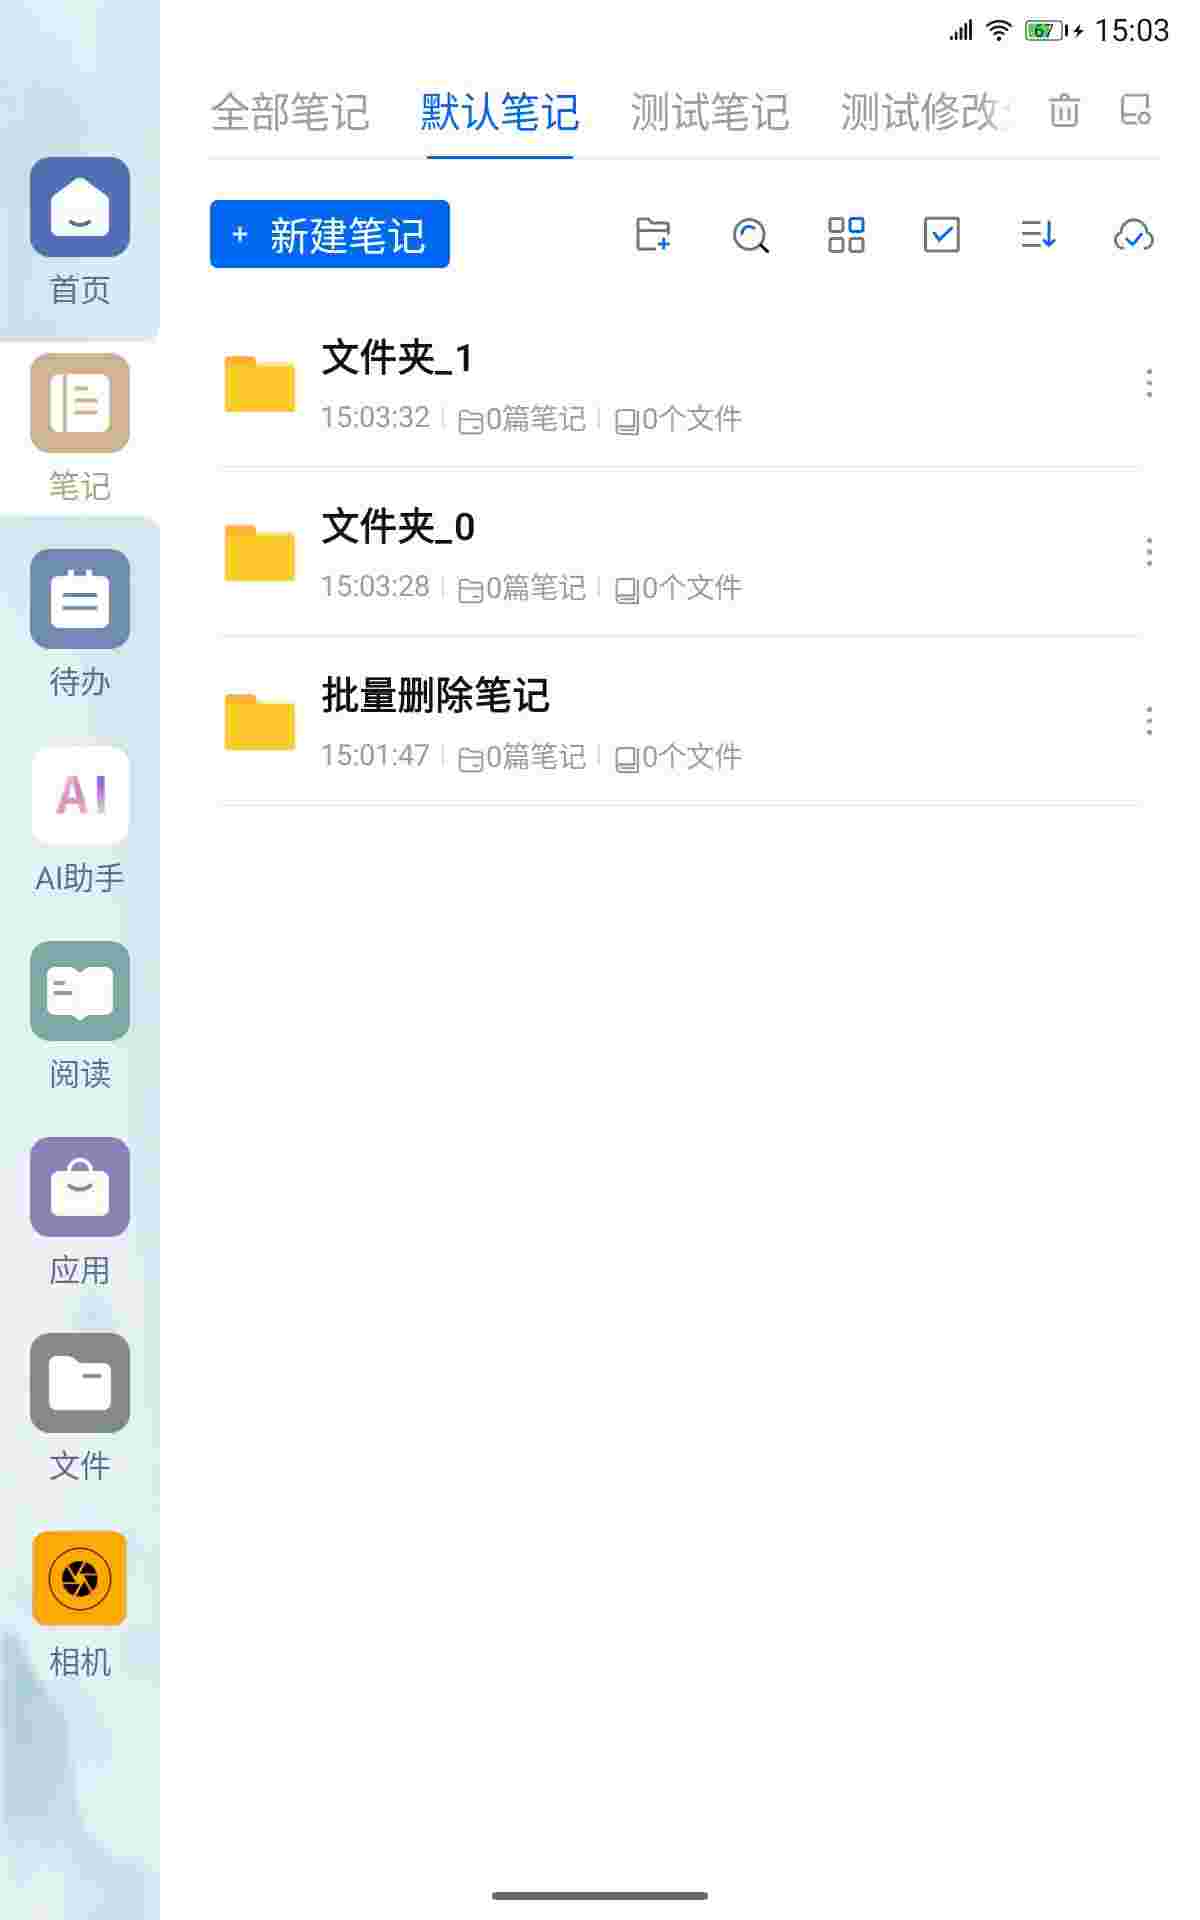 67 15:03
全部笔记 默认笔记 测试笔记 测试修改
+ 新建笔记
文件夹_1
15:03:32 0篇笔记 0个文件
文件夹_0
15:03:28 0篇笔记 0个文件
批量删除笔记
15:01:47 0篇笔记 0个文件
首页
笔记
待办
AI
AI助手
阅读
应用
文件
相机